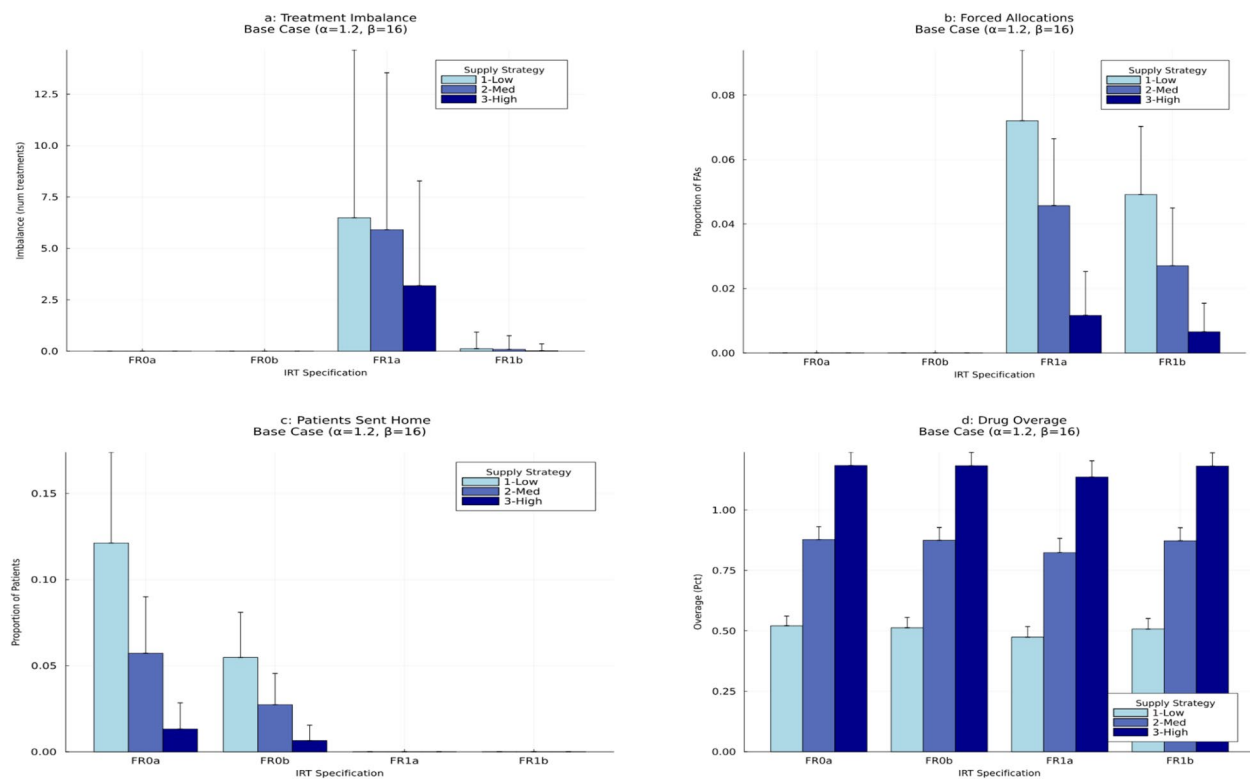 a: Treatment Imbalance
Base Case (α=1.2, β=16)
Imbalance (num treatments)
12.5
10.0
7.5
5.0
2.5
0.0
Supply Strategy
1-Low
2-Med
3-High
FR0a FR0b FR1a FR1b
IRT Specification
b: Forced Allocations
Base Case (α=1.2, β=16)
Proportion of FAs
0.08
0.06
0.04
0.02
0.00
Supply Strategy
1-Low
2-Med
3-High
FR0a FR0b FR1a FR1b
IRT Specification
c: Patients Sent Home
Base Case (α=1.2, β=16)
Proportion of Patients
0.15
0.10
0.05
0.00
Supply Strategy
1-Low
2-Med
3-High
FR0a FR0b FR1a FR1b
IRT Specification
d: Drug Overage
Base Case (α=1.2, β=16)
Overage (Pct)
1.00
0.75
0.50
0.25
0.00
Supply Strategy
1-Low
2-Med
3-High
FR0a FR0b FR1a FR1b
IRT Specification